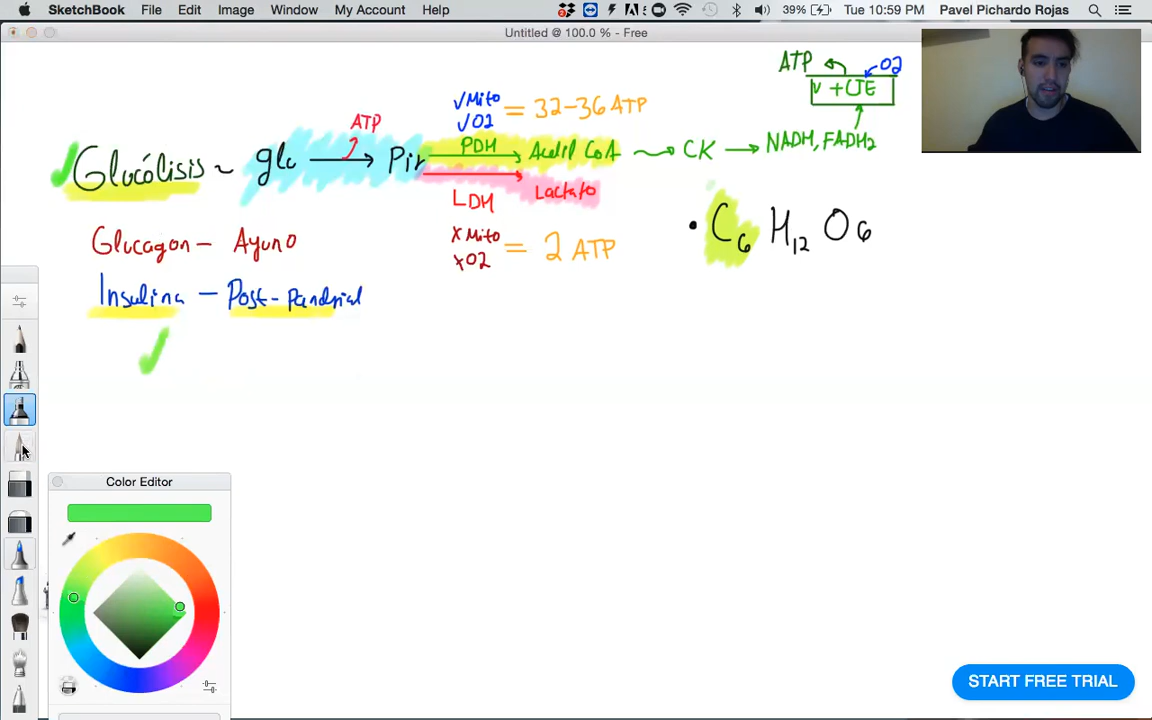 SketchBook File Edit Image Window My Account Help 39% Tue 10:59 PM Pavel Pichardo Rojas
Untitled @ 100.0 % - Free
ATP O2
+CTE
✓Mito
✓O2 = 32-36 ATP
ATP
Glucólisis ~ glc → Pir PDH Acetil CoA ~> CK → NADH, FADH2
LDH Lactato
• C6 H12 O6
Glucagon - Ayuno
x Mito
x O2 = 2 ATP
Insulina - Post-pandrial
Color Editor
START FREE TRIAL